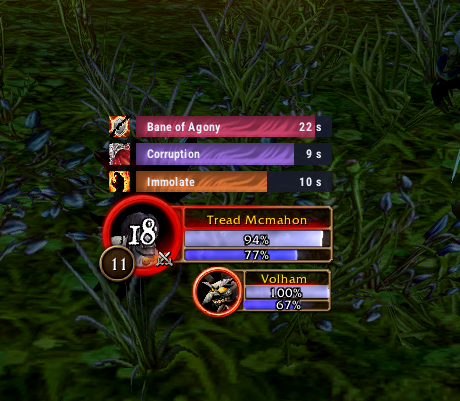 Bane of Agony 22 s
Corruption 9 s
Immolate 10 s
18
Tread Mcmahon
94%
77%
11
Volham
100%
67%